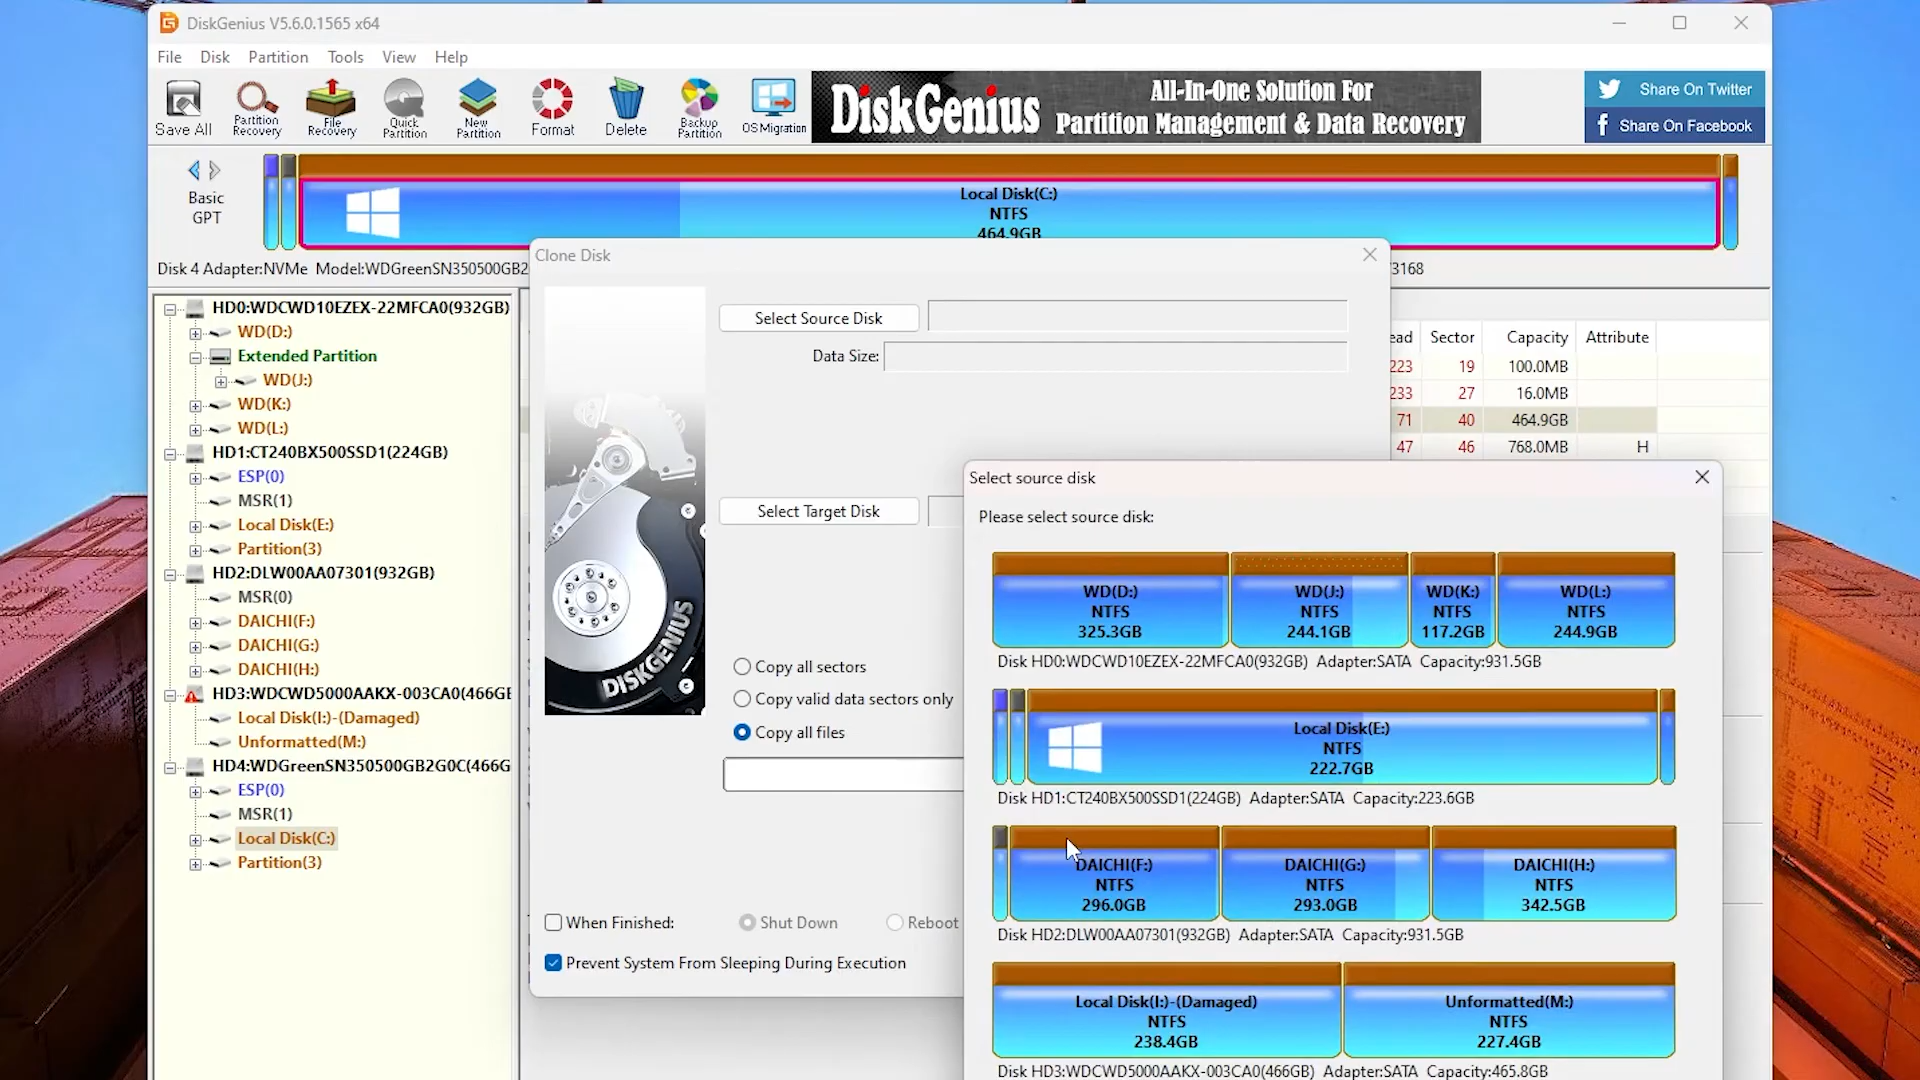 DiskGenius V5.6.0.1565 x64
File Disk Partition Tools View Help
Save All
Partition Recovery
File Recovery
Quick Partition
New Partition
Format
Delete
Backup Partition
OS Migration
DiskGenius
All-In-One Solution For
Partition Management & Data Recovery
Share On Twitter
Share On Facebook
Basic
GPT
Local Disk(C:)
NTFS
464.9GB
Disk 4 Adapter:NVMe Model:WDGreenSN350500GB2
3168
HD0:WDCWD10EZEX-22MFCA0(932GB)
WD(D:)
Extended Partition
WD(J:)
WD(K:)
WD(L:)
HD1:CT240BX500SSD1(224GB)
ESP(0)
MSR(1)
Local Disk(E:)
Partition(3)
HD2:DLW00AA07301(932GB)
MSR(0)
DAICHI(F:)
DAICHI(G:)
DAICHI(H:)
HD3:WDCWD5000AAKX-003CA0(466GE
Local Disk(I:)-(Damaged)
Unformatted(M:)
HD4:WDGreenSN350500GB2G0C(466G
ESP(0)
MSR(1)
Local Disk(C:)
Partition(3)
ead Sector Capacity Attribute
223 19 100.0MB
233 27 16.0MB
71 40 464.9GB
47 46 768.0MB H
Clone Disk
Select Source Disk
Data Size:
Select Target Disk
DISKGENIUS
Copy all sectors
Copy valid data sectors only
Copy all files
When Finished: Shut Down Reboot
Prevent System From Sleeping During Execution
Select source disk
Please select source disk:
WD(D:)
NTFS
325.3GB
WD(J:)
NTFS
244.1GB
WD(K:)
NTFS
117.2GB
WD(L:)
NTFS
244.9GB
Disk HD0:WDCWD10EZEX-22MFCA0(932GB) Adapter:SATA Capacity:931.5GB
Local Disk(E:)
NTFS
222.7GB
Disk HD1:CT240BX500SSD1(224GB) Adapter:SATA Capacity:223.6GB
DAICHI(F:)
NTFS
296.0GB
DAICHI(G:)
NTFS
293.0GB
DAICHI(H:)
NTFS
342.5GB
Disk HD2:DLW00AA07301(932GB) Adapter:SATA Capacity:931.5GB
Local Disk(I:)-(Damaged)
NTFS
238.4GB
Unformatted(M:)
NTFS
227.4GB
Disk HD3:WDCWD5000AAKX-003CA0(466GB) Adapter:SATA Capacity:465.8GB